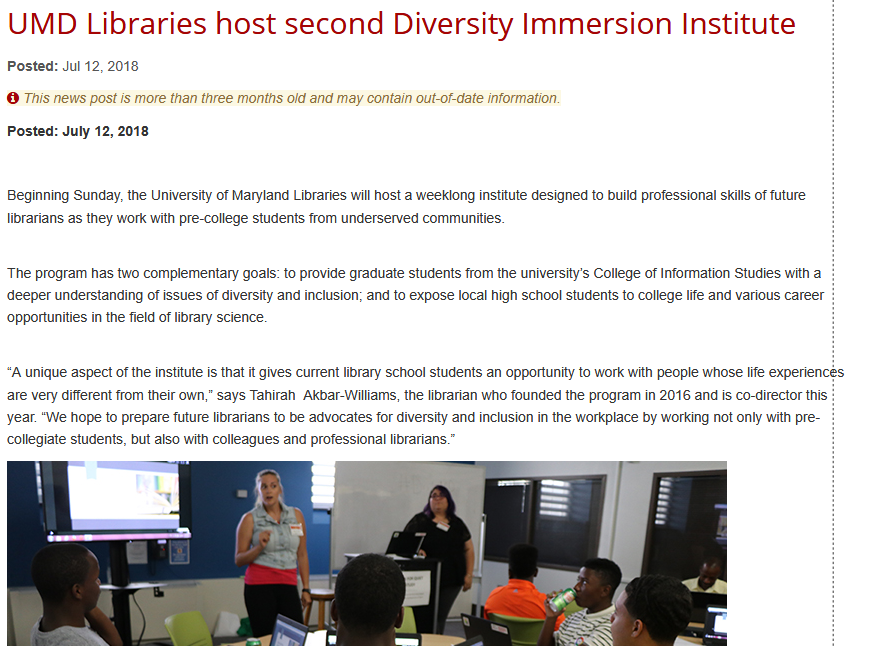 UMD Libraries host second Diversity Immersion Institute
Posted: Jul 12, 2018
This news post is more than three months old and may contain out-of-date information.
Posted: July 12, 2018
Beginning Sunday, the University of Maryland Libraries will host a weeklong institute designed to build professional skills of future
librarians as they work with pre-college students from underserved communities.
The program has two complementary goals: to provide graduate students from the university’s College of Information Studies with a
deeper understanding of issues of diversity and inclusion; and to expose local high school students to college life and various career
opportunities in the field of library science.
“A unique aspect of the institute is that it gives current library school students an opportunity to work with people whose life experiences
are very different from their own,” says Tahirah  Akbar-Williams, the librarian who founded the program in 2016 and is co-director this
year. “We hope to prepare future librarians to be advocates for diversity and inclusion in the workplace by working not only with pre-
collegiate students, but also with colleagues and professional librarians.”